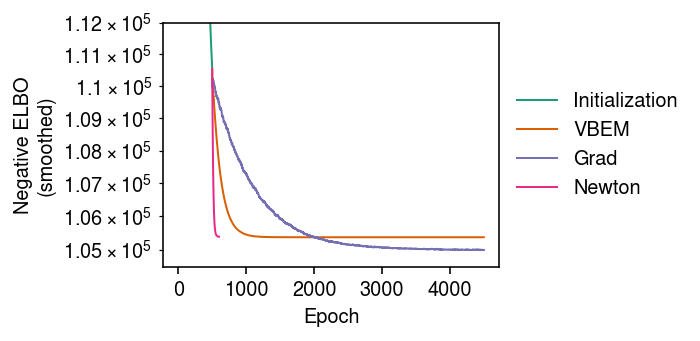 1.12 × 10⁵
1.11 × 10⁵
1.1 × 10⁵
1.09 × 10⁵
1.08 × 10⁵
1.07 × 10⁵
1.06 × 10⁵
1.05 × 10⁵
Negative ELBO
(smoothed)
0 1000 2000 3000 4000
Epoch
Initialization
VBEM
Grad
Newton